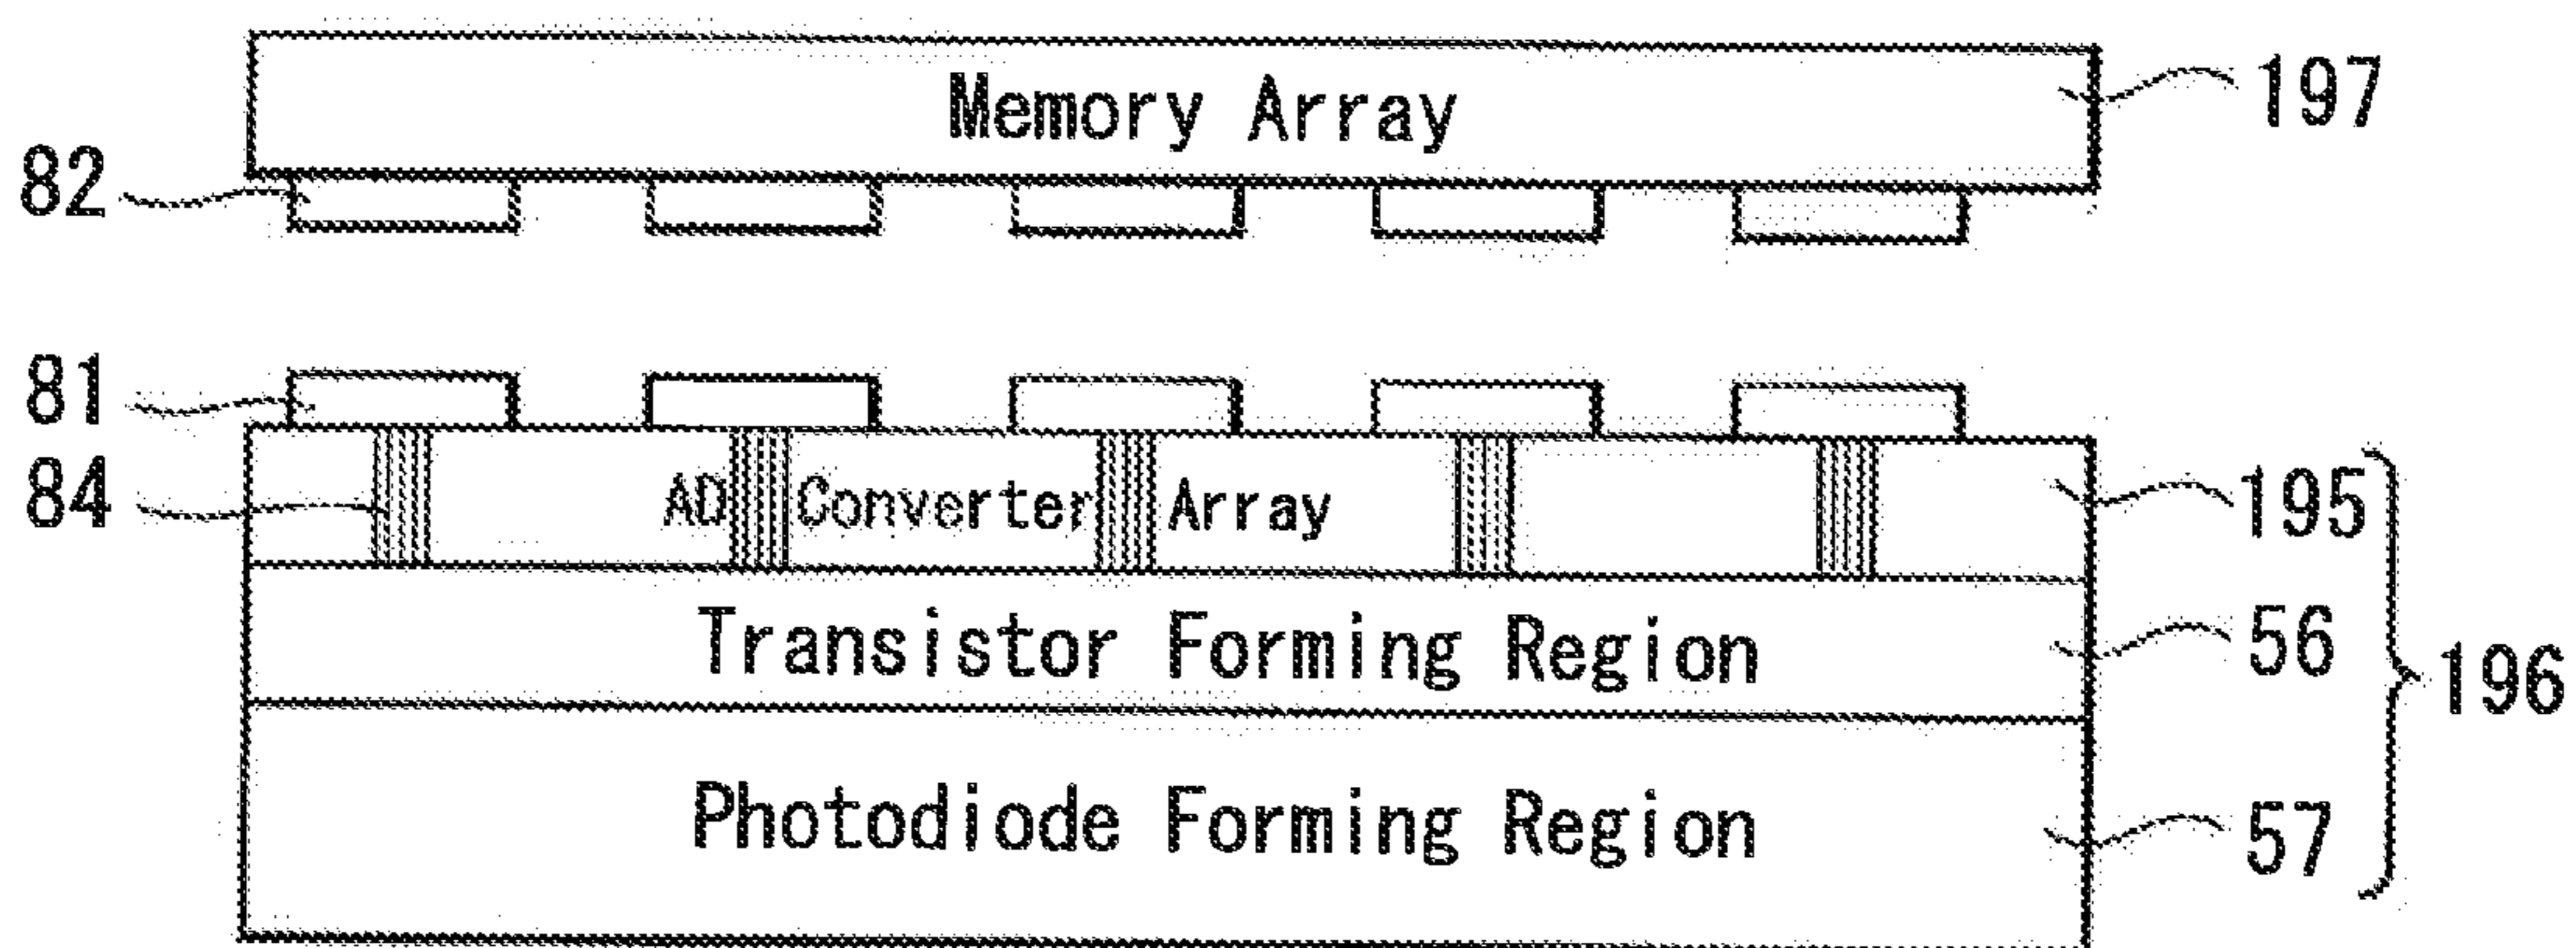 Memory Array
197
82
81
84
AD Converter Array
195
Transistor Forming Region
56
196
Photodiode Forming Region
57